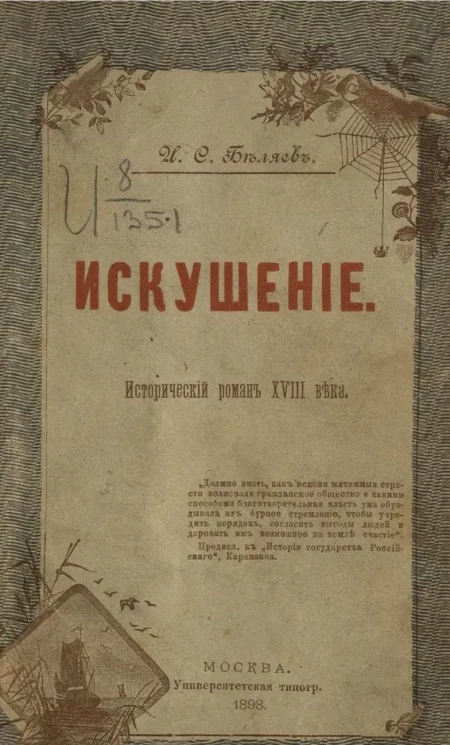 И. С. Бѣляевъ.
И 8
135.1
ИСКУШЕНІЕ.
Историческій романъ XVIII вѣка.
„Должно знать, какъ искони мятежныя стра-
сти волновали гражданское общество и какими
способами благотворительная власть ума обуз-
дывала ихъ бурное стремленіе, чтобы учре-
дить порядокъ, согласить выгоды людей и
даровать имъ возможное на землѣ счастіе“.
Предисл. къ „Исторіи государства Россій-
скаго“, Карамзина.
МОСКВА.
Университетская типогр.
1898.